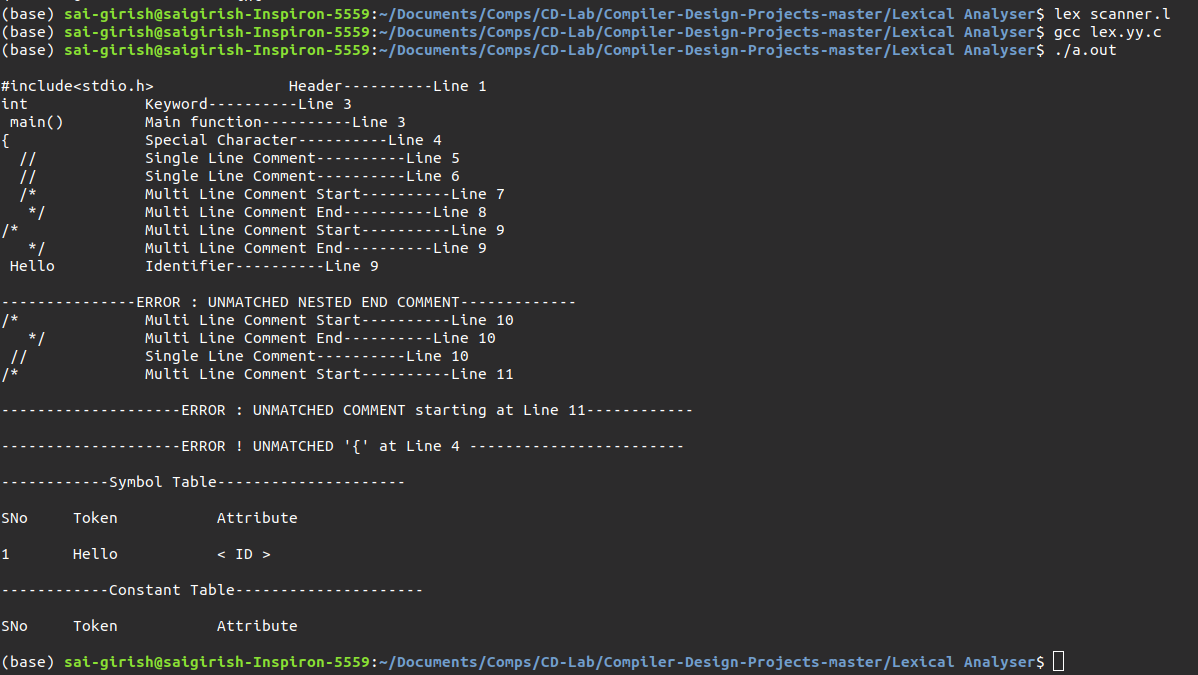 (base) sai-girish@saigirish-Inspiron-5559:~/Documents/Comps/CD-Lab/Compiler-Design-Projects-master/Lexical Analyser$ lex scanner.l
(base) sai-girish@saigirish-Inspiron-5559:~/Documents/Comps/CD-Lab/Compiler-Design-Projects-master/Lexical Analyser$ gcc lex.yy.c
(base) sai-girish@saigirish-Inspiron-5559:~/Documents/Comps/CD-Lab/Compiler-Design-Projects-master/Lexical Analyser$ ./a.out
#include<stdio.h>               Header----------Line 1
int             Keyword----------Line 3
 main()         Main function----------Line 3
{               Special Character----------Line 4
  //            Single Line Comment----------Line 5
  //            Single Line Comment----------Line 6
  /*            Multi Line Comment Start----------Line 7
   */           Multi Line Comment End----------Line 8
/*              Multi Line Comment Start----------Line 9
   */           Multi Line Comment End----------Line 9
 Hello          Identifier----------Line 9
---------------ERROR : UNMATCHED NESTED END COMMENT-------------
/*              Multi Line Comment Start----------Line 10
   */           Multi Line Comment End----------Line 10
 //             Single Line Comment----------Line 10
/*              Multi Line Comment Start----------Line 11
--------------------ERROR : UNMATCHED COMMENT starting at Line 11------------
--------------------ERROR ! UNMATCHED '{' at Line 4 ------------------------
------------Symbol Table---------------------
SNo     Token           Attribute
1       Hello           < ID >
------------Constant Table---------------------
SNo     Token           Attribute
(base) sai-girish@saigirish-Inspiron-5559:~/Documents/Comps/CD-Lab/Compiler-Design-Projects-master/Lexical Analyser$